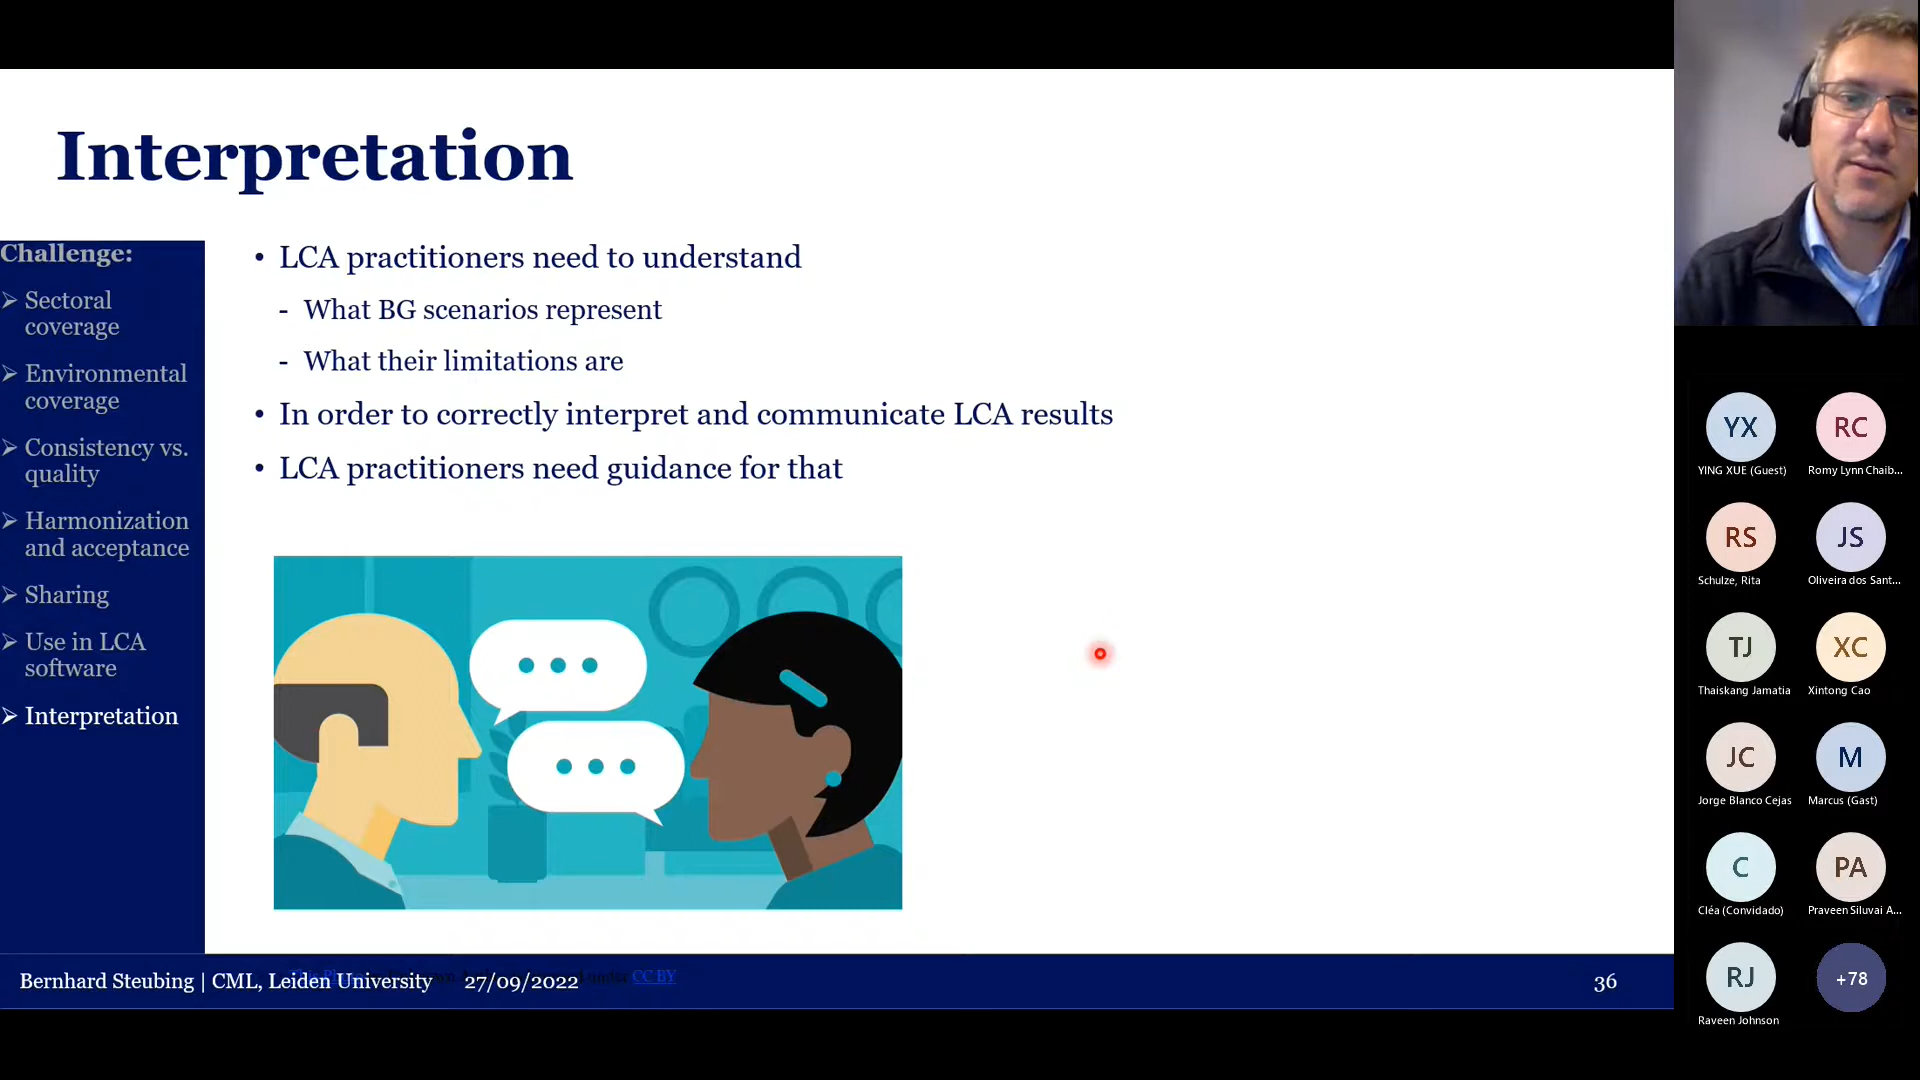 Interpretation
Challenge:
Sectoral
coverage
Environmental
coverage
Consistency vs.
quality
Harmonization
and acceptance
Sharing
Use in LCA
software
Interpretation
• LCA practitioners need to understand
- What BG scenarios represent
- What their limitations are
• In order to correctly interpret and communicate LCA results
• LCA practitioners need guidance for that
Bernhard Steubing | CML, Leiden University 27/09/2022
CC BY
36
YX
RC
YING XUE (Guest)
Romy Lynn Chaib...
RS
JS
Schulze, Rita
Oliveira dos Sant...
TJ
XC
Thaiskang Jamatia
Xintong Cao
JC
M
Jorge Blanco Cejas
Marcus (Gast)
C
PA
Cléa (Convidado)
Praveen Siluvai A...
RJ
+78
Raveen Johnson